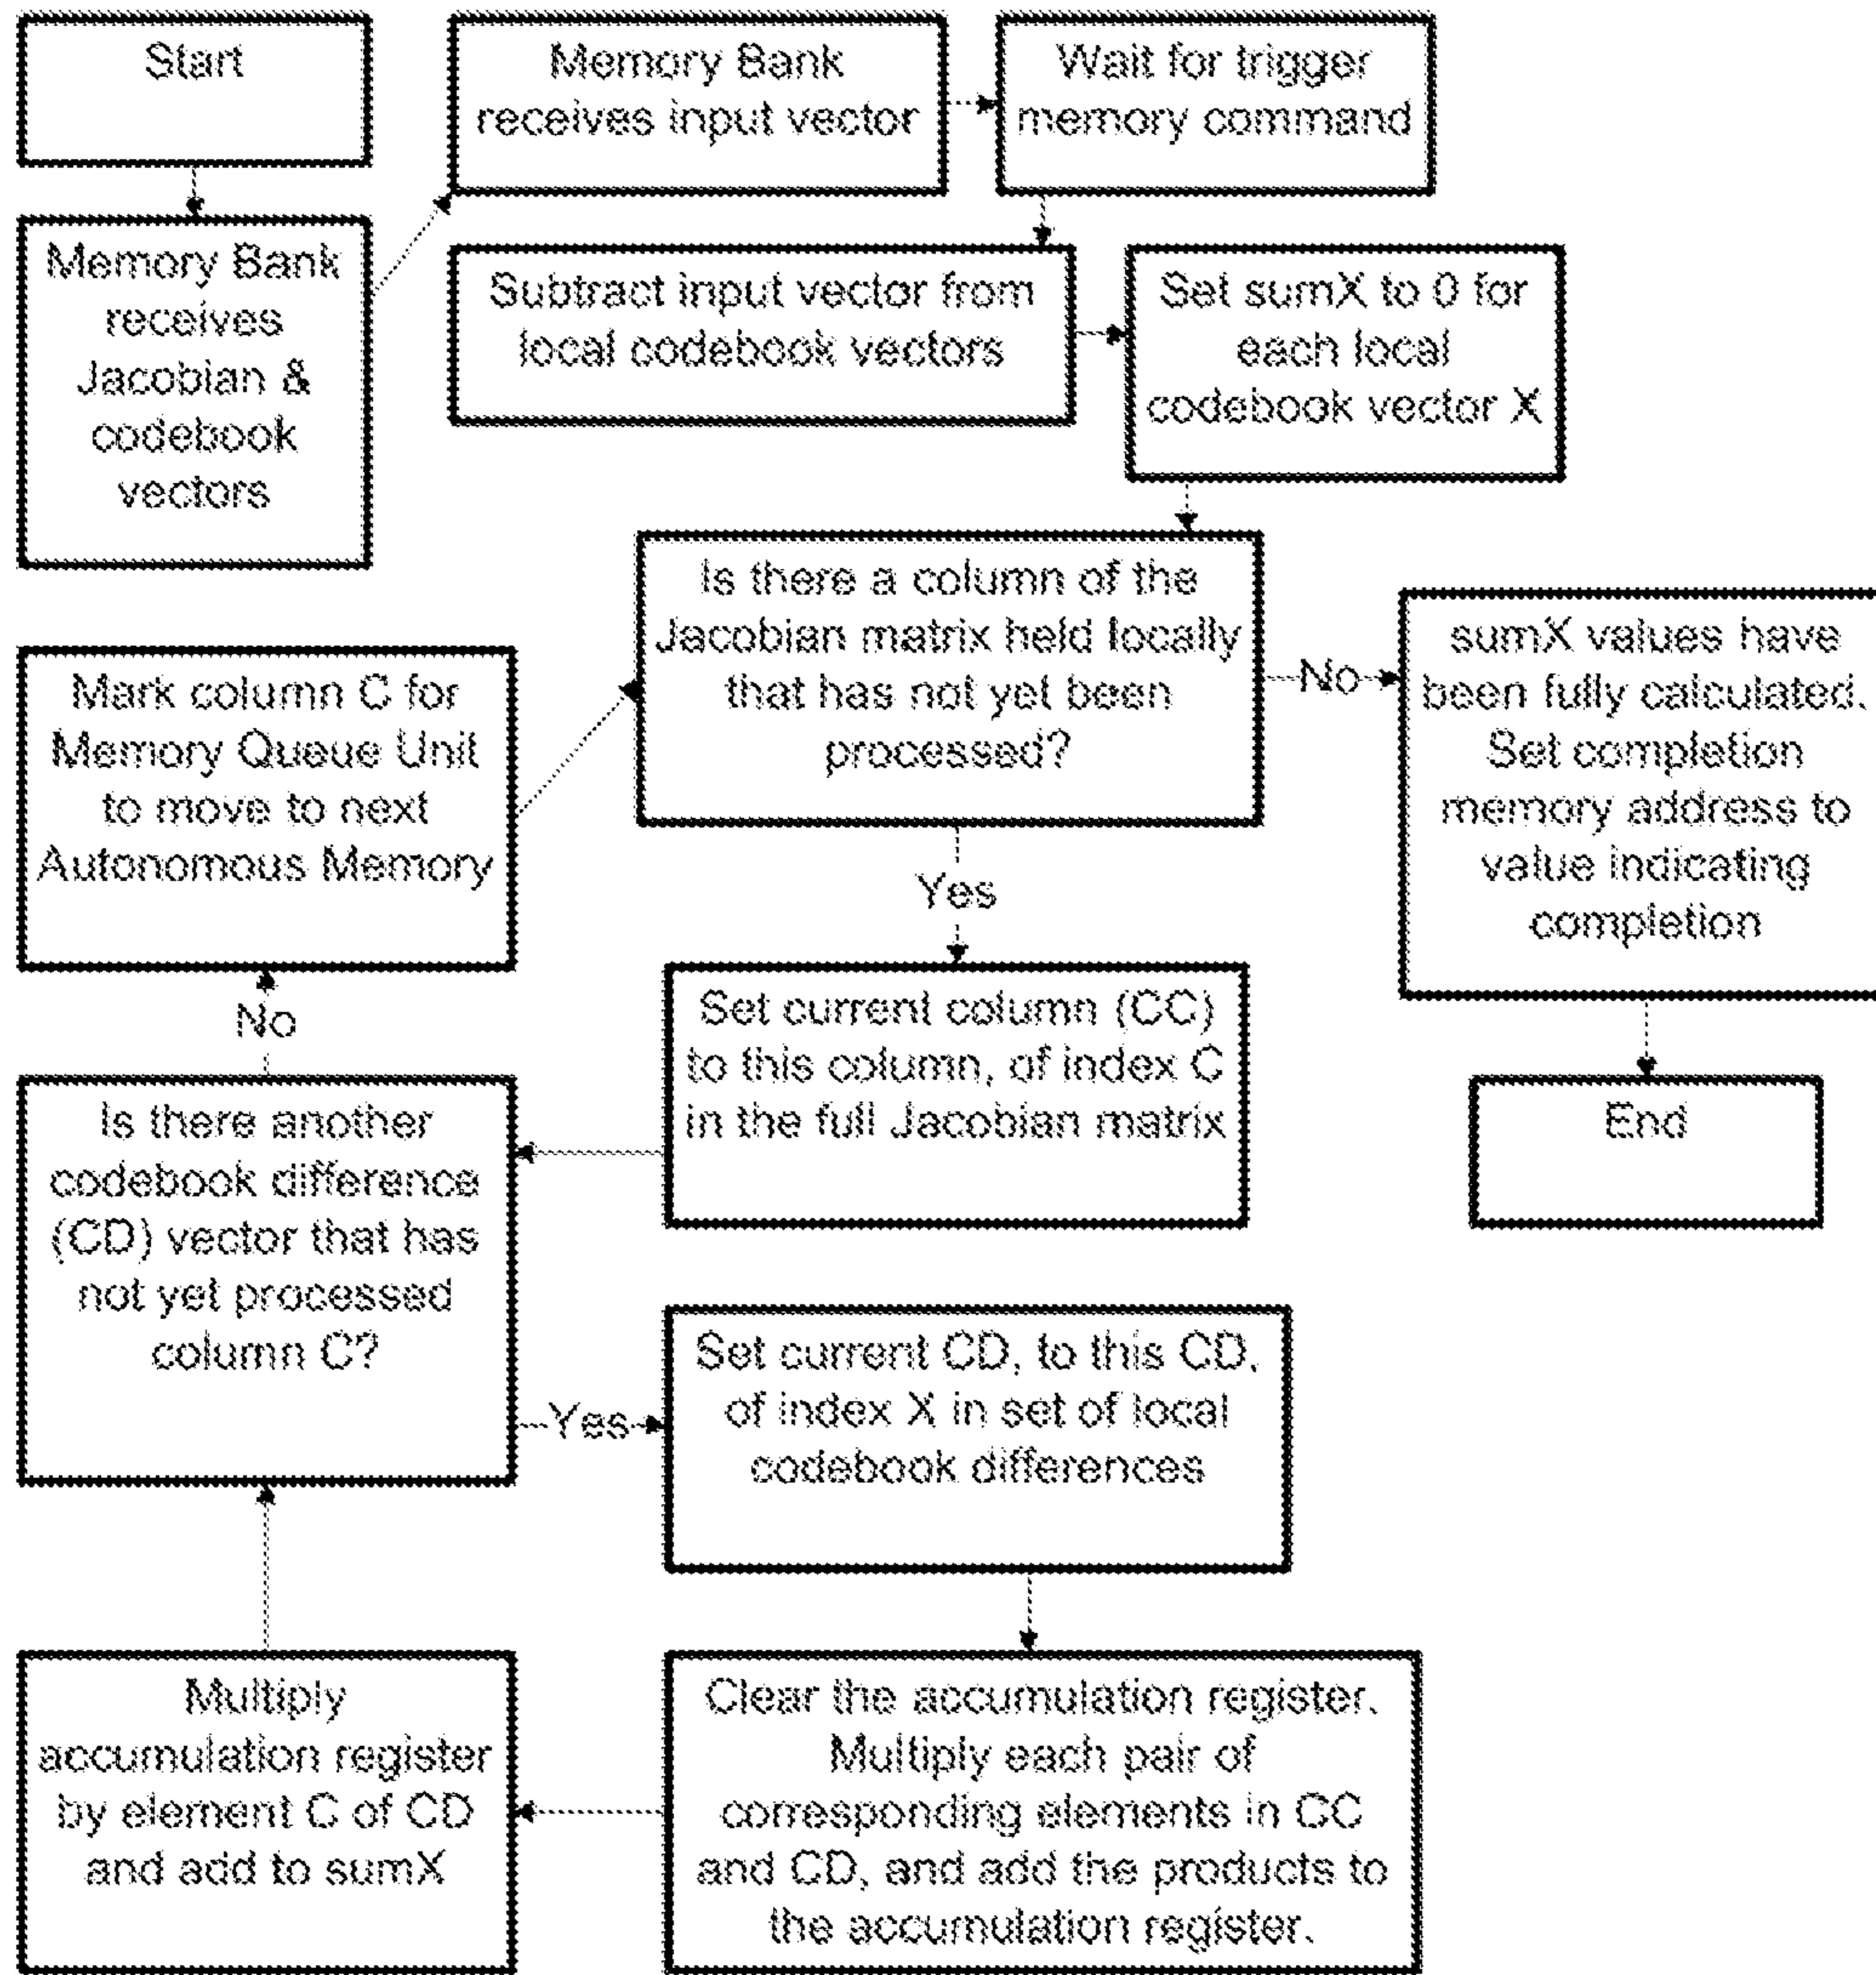 Start
Memory Bank
receives
Jacobian &
codebook
vectors
Memory Bank
receives input vector
Wait for trigger
memory command
Subtract input vector from
local codebook vectors
Set sumX to 0 for
each local
codebook vector X
Is there a column of the
Jacobian matrix held locally
that has not yet been
processed?
No
sumX values have
been fully calculated.
Set completion
memory address to
value indicating
completion
End
Yes
Set current column (CC)
to this column, of index C
in the full Jacobian matrix
Is there another
codebook difference
(CD) vector that has
not yet processed
column C?
No
Mark column C for
Memory Queue Unit
to move to next
Autonomous Memory
Yes
Set current CD, to this CD,
of index X in set of local
codebook differences
Clear the accumulation register.
Multiply each pair of
corresponding elements in CC
and CD, and add the products to
the accumulation register.
Multiply
accumulation register
by element C of CD
and add to sumX